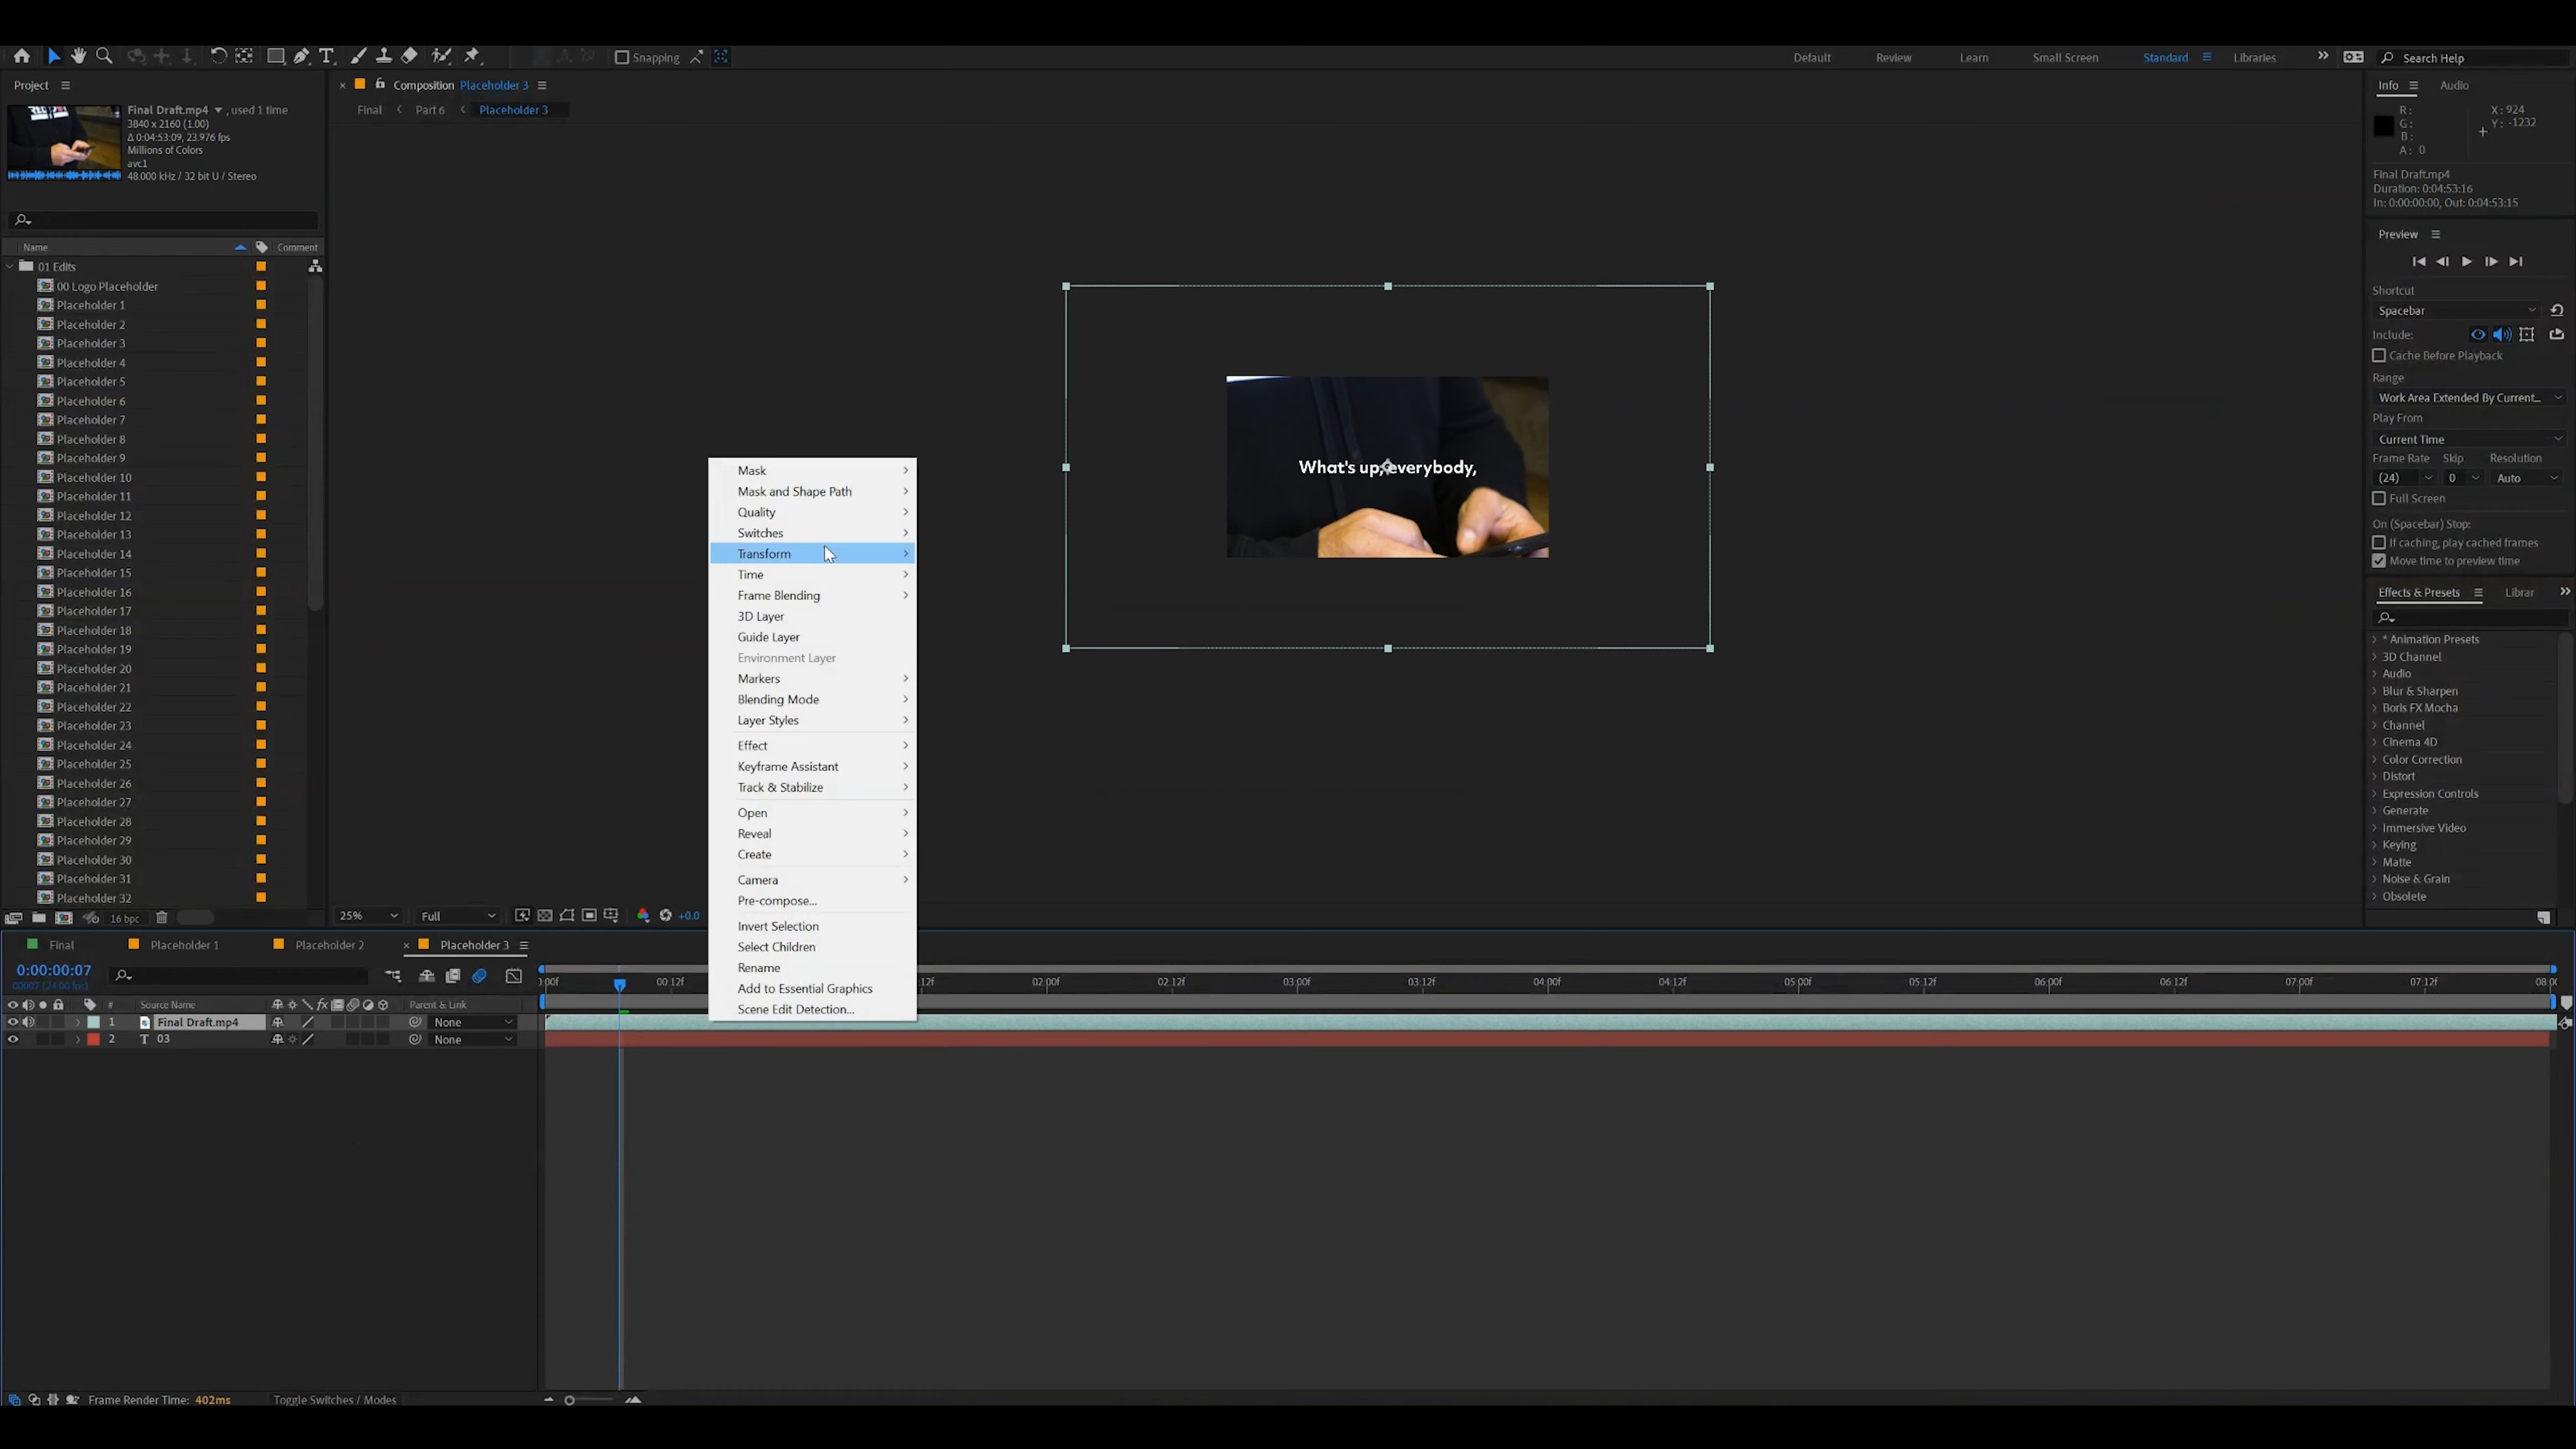 Snapping
Default
Review
Learn
Small Screen
Standard
Libraries
Search Help
Project
Final Draft.mp4 , used 1 time
3840 x 2160 (1.00)
Δ 0:04:53:09, 23.976 fps
Millions of Colors
avc1
48.000 kHz / 32 bit U / Stereo
Name
Comment
01 Edits
00 Logo Placeholder
Placeholder 1
Placeholder 2
Placeholder 3
Placeholder 4
Placeholder 5
Placeholder 6
Placeholder 7
Placeholder 8
Placeholder 9
Placeholder 10
Placeholder 11
Placeholder 12
Placeholder 13
Placeholder 14
Placeholder 15
Placeholder 16
Placeholder 17
Placeholder 18
Placeholder 19
Placeholder 20
Placeholder 21
Placeholder 22
Placeholder 23
Placeholder 24
Placeholder 25
Placeholder 26
Placeholder 27
Placeholder 28
Placeholder 29
Placeholder 30
Placeholder 31
Placeholder 32
16 bpc
Composition Placeholder 3
Final
Part 6
Placeholder 3
What's up, everybody,
25%
Full
+0.0
Mask
Mask and Shape Path
Quality
Switches
Transform
Time
Frame Blending
3D Layer
Guide Layer
Environment Layer
Markers
Blending Mode
Layer Styles
Effect
Keyframe Assistant
Track & Stabilize
Open
Reveal
Create
Camera
Pre-compose...
Invert Selection
Select Children
Rename
Add to Essential Graphics
Scene Edit Detection...
Info
Audio
R:
G:
B:
A: 0
X: 924
Y: -1232
Final Draft.mp4
Duration: 0:04:53:16
In: 0:00:00:00, Out: 0:04:53:15
Preview
Shortcut
Spacebar
Include:
Cache Before Playback
Range
Work Area Extended By Current...
Play From
Current Time
Frame Rate
Skip
Resolution
(24)
0
Auto
Full Screen
On (Spacebar) Stop:
If caching, play cached frames
Move time to preview time
Effects & Presets
Librar
* Animation Presets
3D Channel
Audio
Blur & Sharpen
Boris FX Mocha
Channel
Cinema 4D
Color Correction
Distort
Expression Controls
Generate
Immersive Video
Keying
Matte
Noise & Grain
Obsolete
Final
Placeholder 1
Placeholder 2
Placeholder 3
0:00:00:07
00007 (24.00 fps)
:00f
00:12f
:12f
02:00f
02:12f
03:00f
03:12f
04:00f
04:12f
05:00f
05:12f
06:00f
06:12f
07:00f
07:12f
08:0
#
Source Name
Parent & Link
1
Final Draft.mp4
None
2
T
03
None
Frame Render Time: 402ms
Toggle Switches / Modes